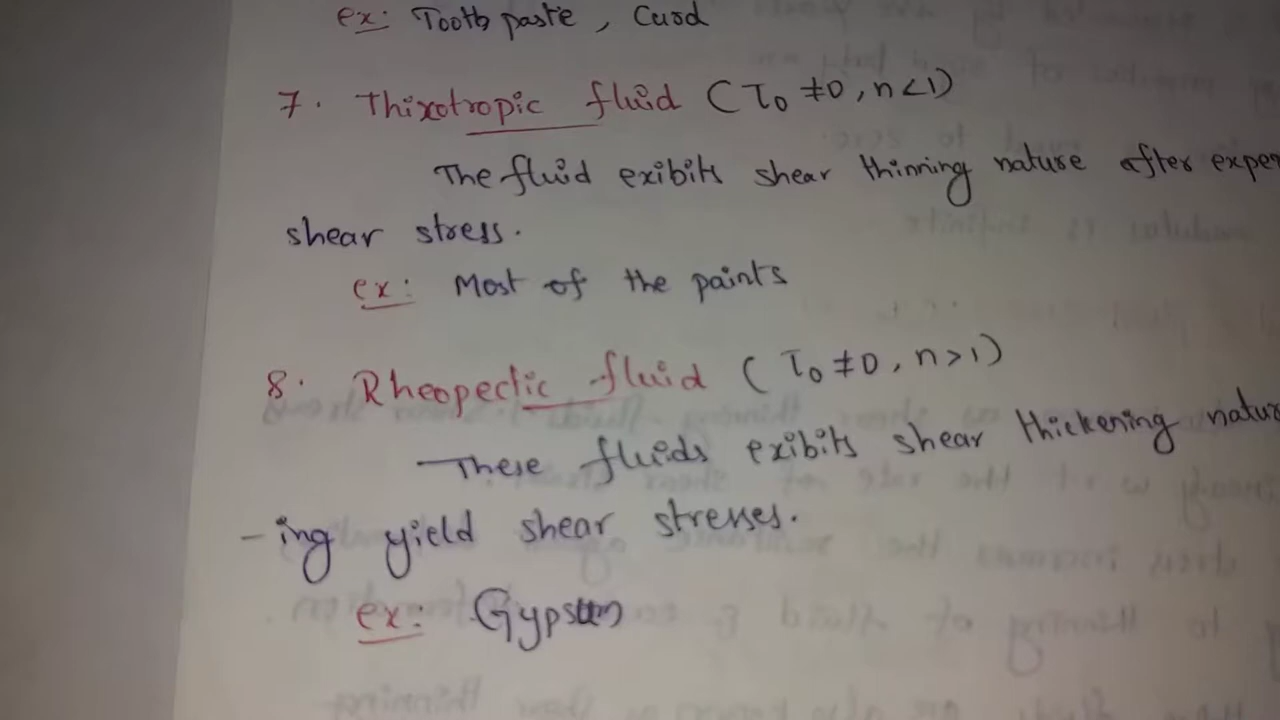 ex: Tooth paste , Curd
7. Thixotropic fluid (τ₀ ≠ 0, n < 1)
The fluid exibits shear thinning nature after exper
shear stress.
ex: Most of the paints
8. Rheopectic fluid (τ₀ ≠ 0, n > 1)
These fluids exibits shear thickening natur
-ing yield shear stresses.
ex: Gypsum